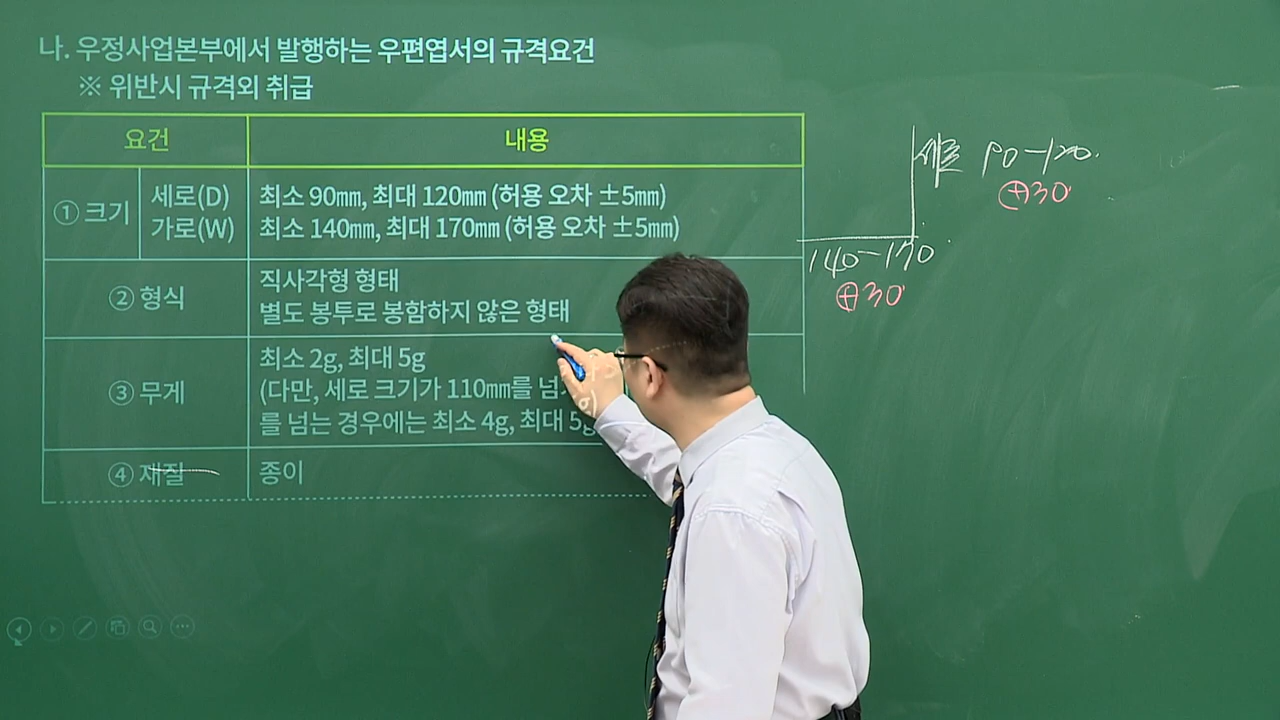 나. 우정사업본부에서 발행하는 우편엽서의 규격요건
※ 위반시 규격외 취급
요건
내용
① 크기
세로(D)
가로(W)
최소 90㎜, 최대 120㎜ (허용 오차 ±5㎜)
최소 140㎜, 최대 170㎜ (허용 오차 ±5㎜)
② 형식
직사각형 형태
별도 봉투로 봉함하지 않은 형태
③ 무게
최소 2g, 최대 5g
(다만, 세로 크기가 110㎜를
를 넘는 경우에는 최소 4g, 최대 5g
④ 재질
종이
세로 90-120.
⊕30
140-170
⊕30